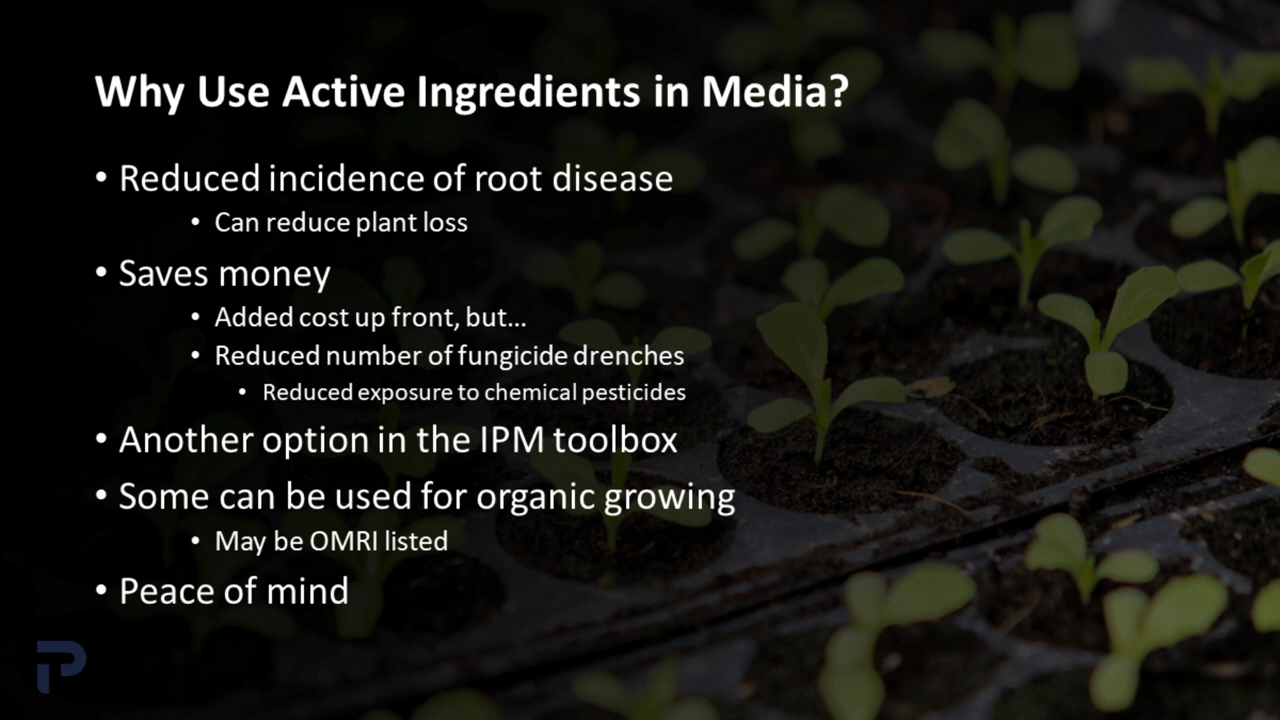 Why Use Active Ingredients in Media?
• Reduced incidence of root disease
• Can reduce plant loss
• Saves money
• Added cost up front, but...
• Reduced number of fungicide drenches
• Reduced exposure to chemical pesticides
• Another option in the IPM toolbox
• Some can be used for organic growing
• May be OMRI listed
• Peace of mind